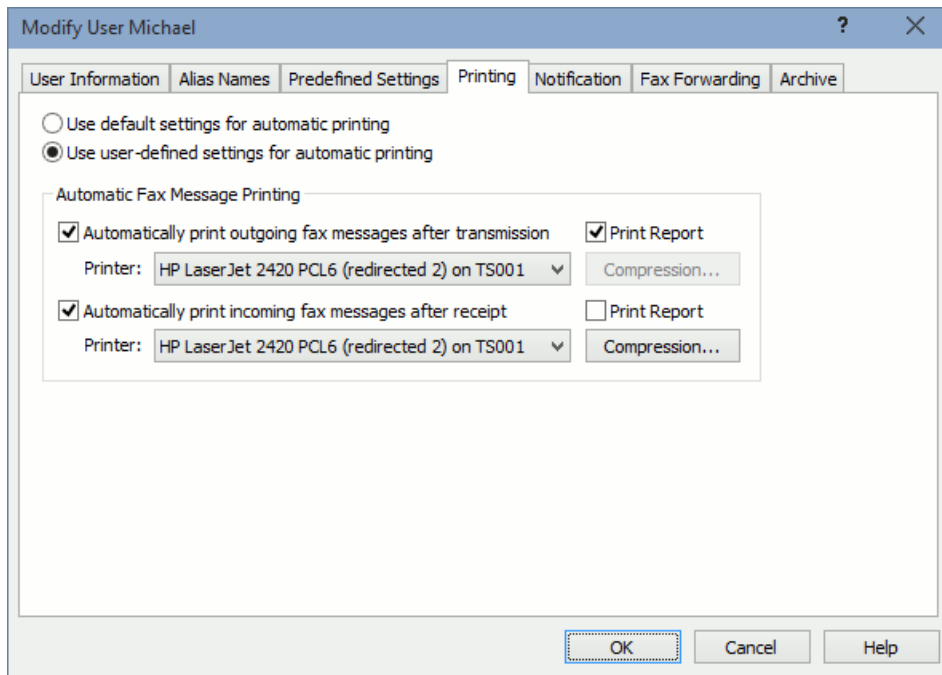 Modify User Michael ?
User Information Alias Names Predefined Settings Printing Notification Fax Forwarding Archive
Use default settings for automatic printing
Use user-defined settings for automatic printing
Automatic Fax Message Printing
Automatically print outgoing fax messages after transmission Print Report
Printer: HP LaserJet 2420 PCL6 (redirected 2) on TS001 Compression...
Automatically print incoming fax messages after receipt Print Report
Printer: HP LaserJet 2420 PCL6 (redirected 2) on TS001 Compression...
OK Cancel Help